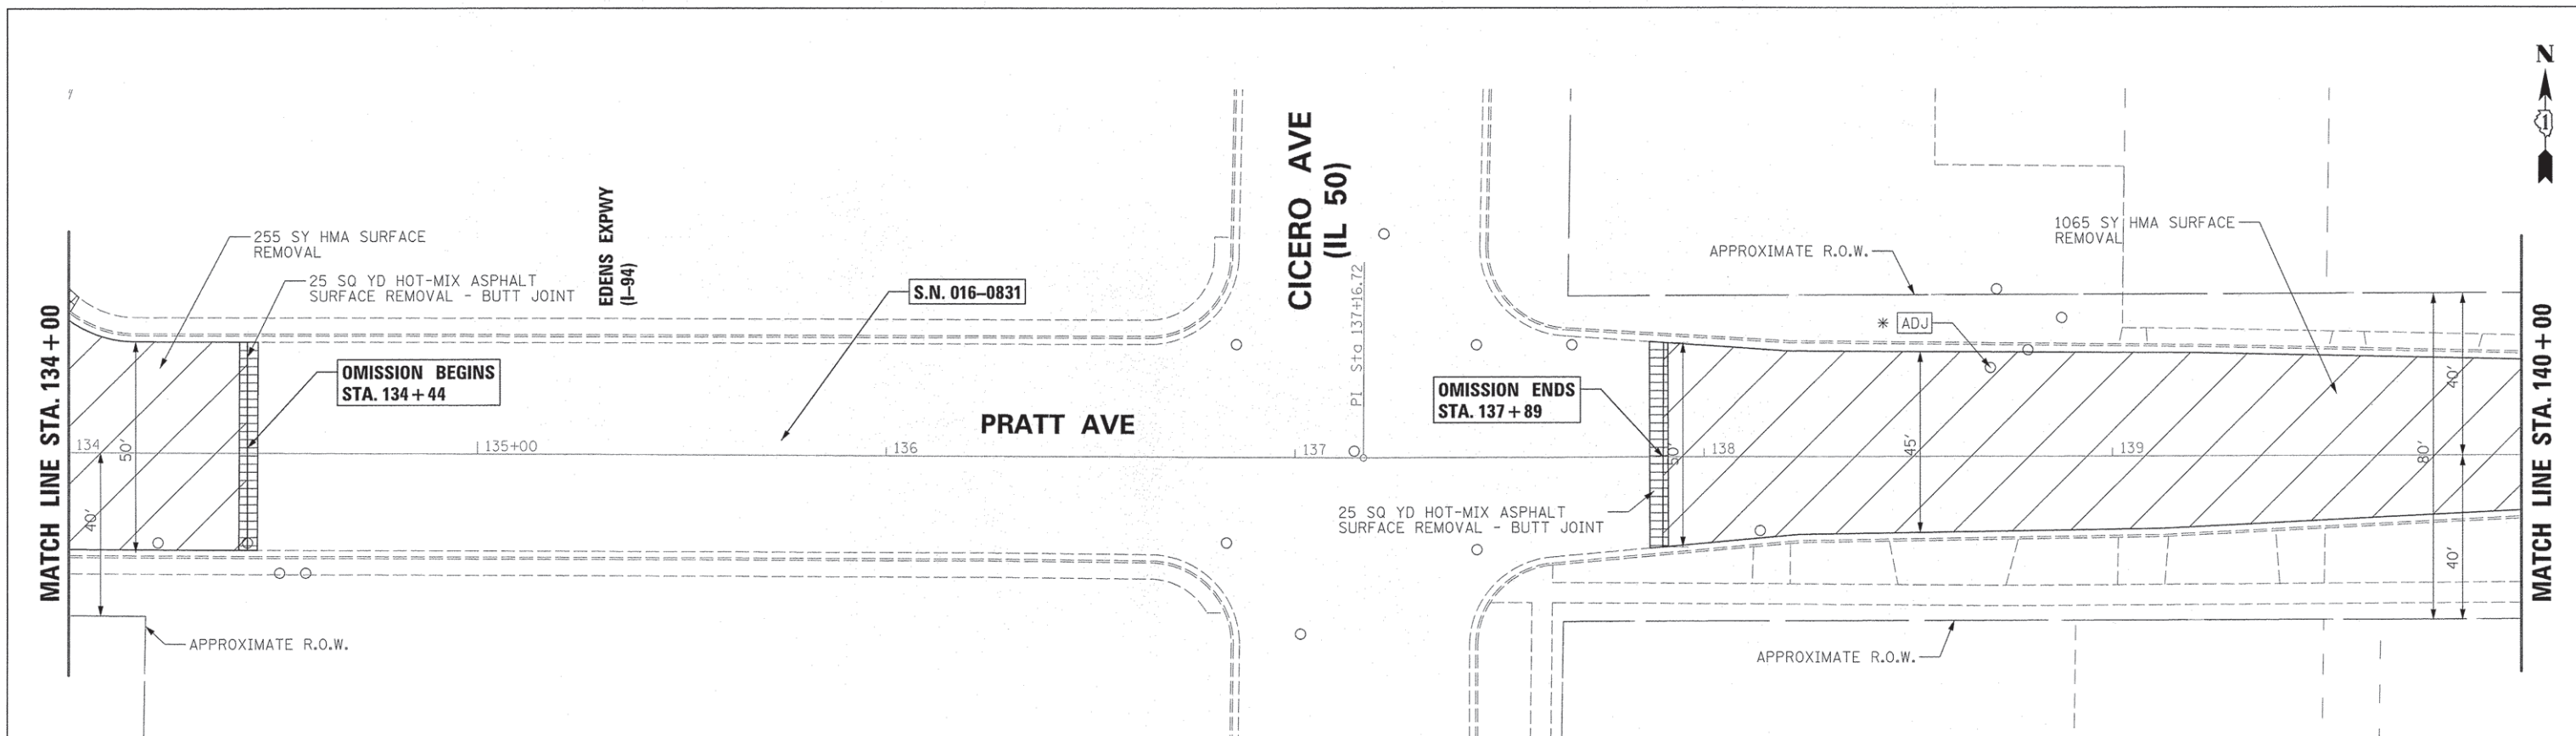 N
1
CICERO AVE
(IL 50)
EDENS EXPWY
(I-94)
255 SY HMA SURFACE
REMOVAL
25 SQ YD HOT-MIX ASPHALT
SURFACE REMOVAL - BUTT JOINT
S.N. 016-0831
PI Sta 137+16.72
APPROXIMATE R.O.W.
1065 SY HMA SURFACE
REMOVAL
* ADJ
MATCH LINE STA. 134+00
OMISSION BEGINS
STA. 134+44
OMISSION ENDS
STA. 137+89
PRATT AVE
MATCH LINE STA. 140+00
134
135+00
136
137
138
139
50'
40'
50'
45'
80'
40'
40'
25 SQ YD HOT-MIX ASPHALT
SURFACE REMOVAL - BUTT JOINT
APPROXIMATE R.O.W.
APPROXIMATE R.O.W.